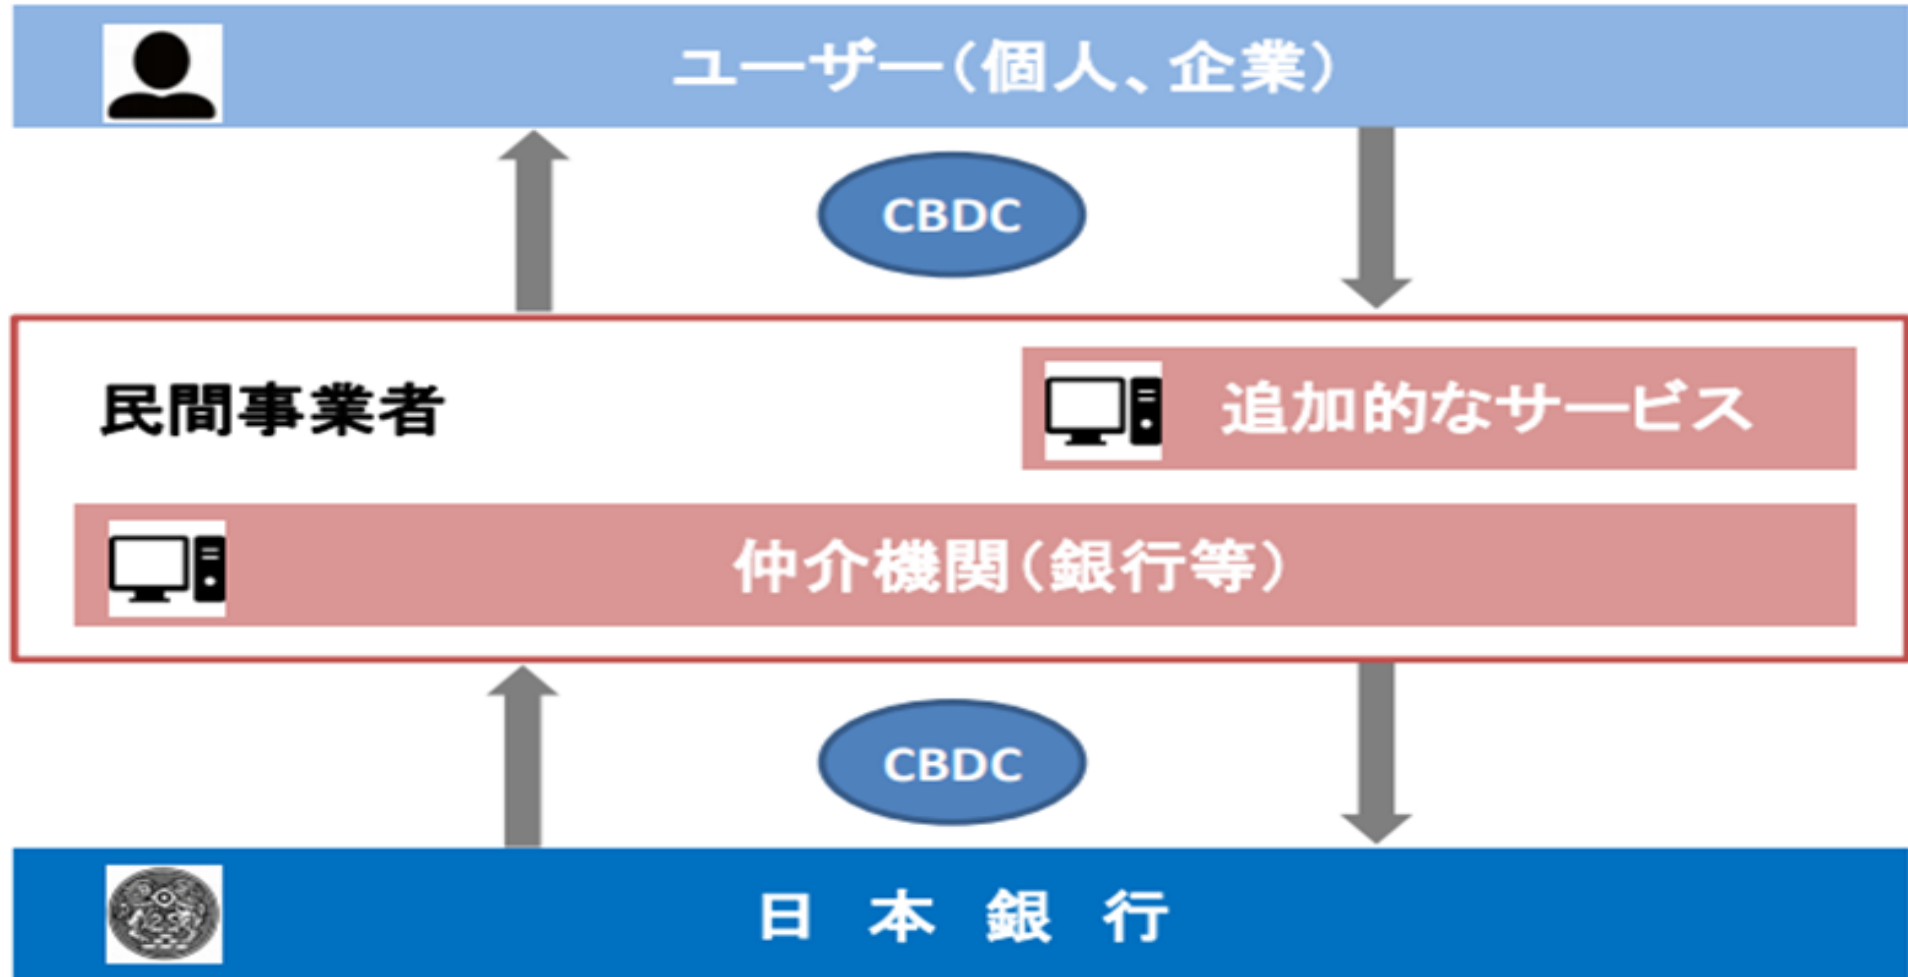 ユーザー(個人、企業)
CBDC
民間事業者
追加的なサービス
仲介機関(銀行等)
CBDC
日本銀行